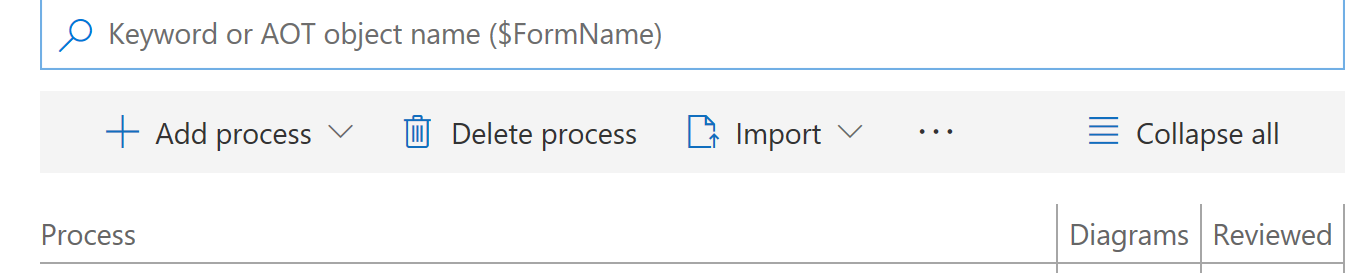 Keyword or AOT object name ($FormName)
Add process Delete process Import ... Collapse all
Process Diagrams Reviewed